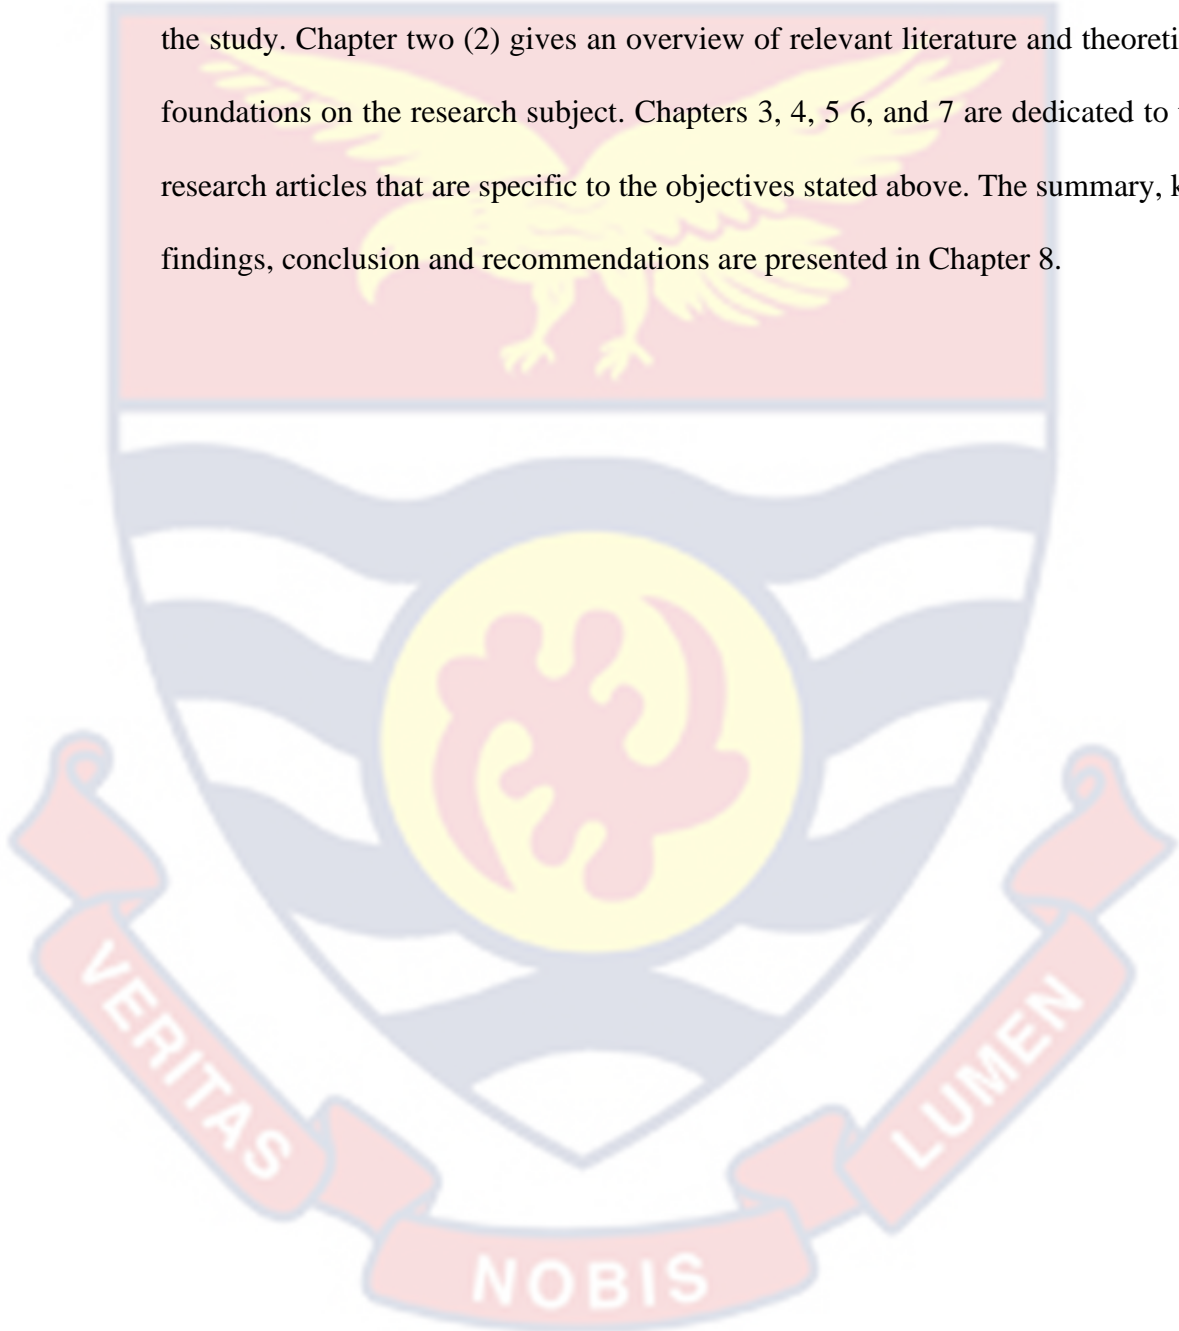 the study. Chapter two (2) gives an overview of relevant literature and
foundations on the research subject. Chapters 3, 4, 5 6, and 7 are dedicated to
research articles that are specific to the objectives stated above. The summary,
findings, conclusion and recommendations are presented in Chapter 8.
VERITAS
NOBIS
LUMEN